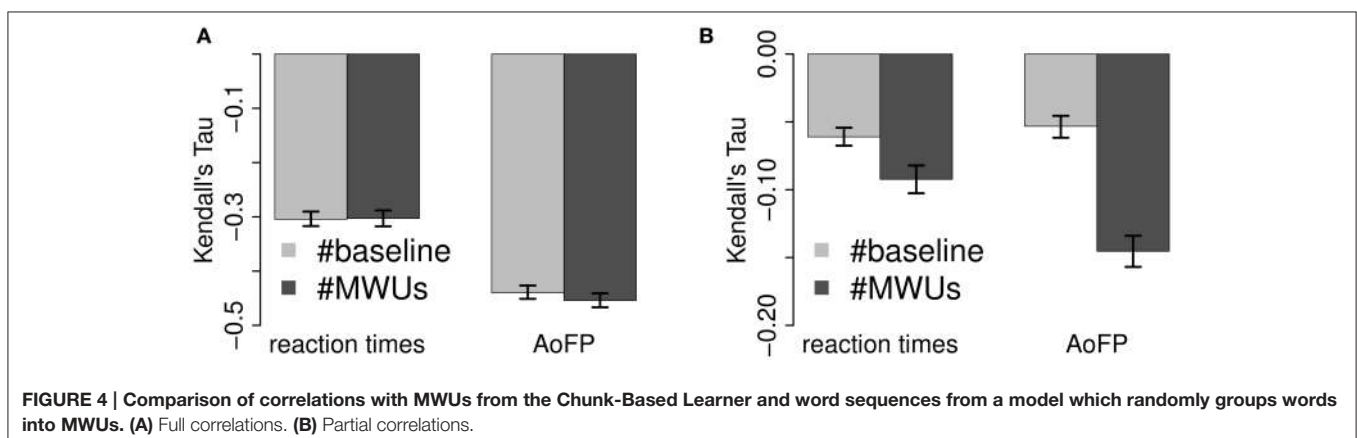 A
Kendall's Tau
−0.1
−0.3
−0.5
#baseline
#MWUs
reaction times
AoFP
B
Kendall's Tau
0.00
−0.10
−0.20
#baseline
#MWUs
reaction times
AoFP
FIGURE 4 | Comparison of correlations with MWUs from the Chunk-Based Learner and word sequences from a model which randomly groups words
into MWUs. (A) Full correlations. (B) Partial correlations.